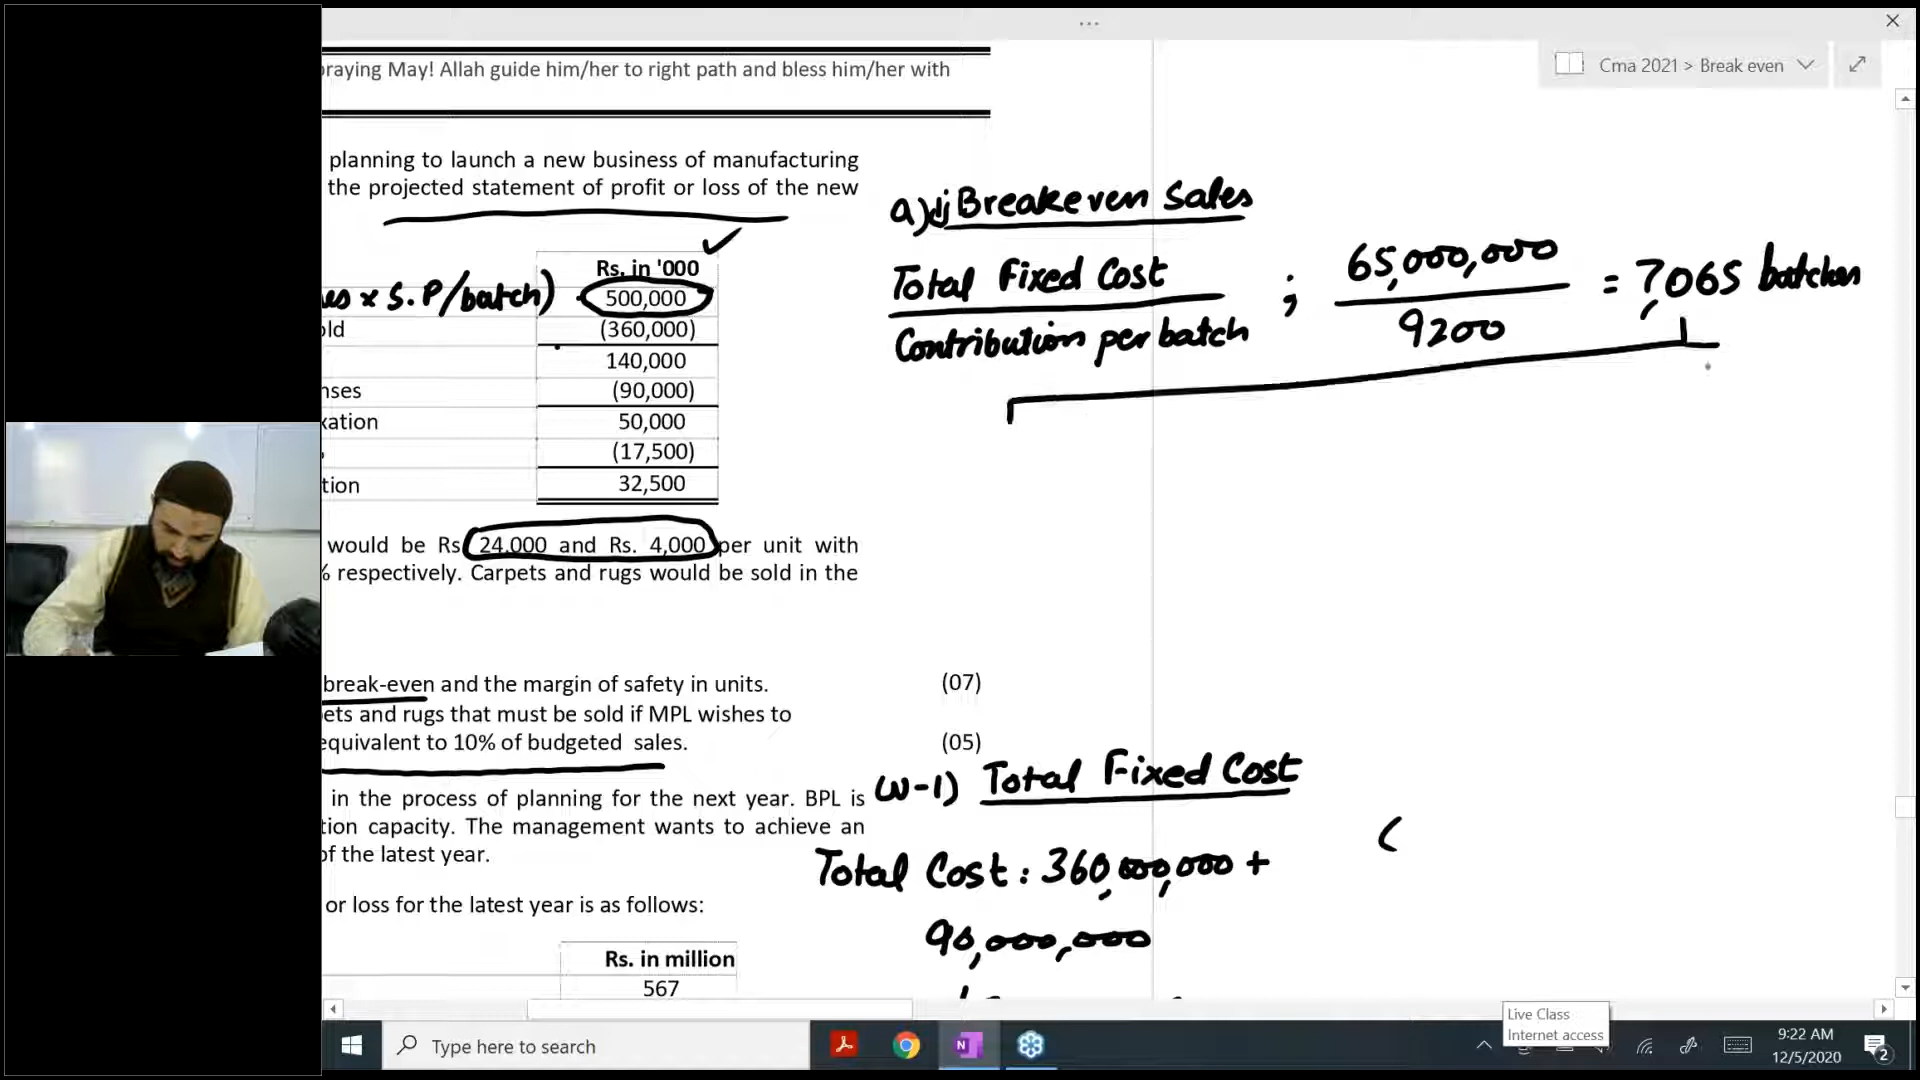 Cma 2021 > Break even
praying May! Allah guide him/her to right path and bless him/her with
planning to launch a new business of manufacturing
the projected statement of profit or loss of the new
Rs. in '000
x S.P/batch) 500,000
(360,000)
140,000
(90,000)
50,000
(17,500)
32,500
would be Rs 24,000 and Rs. 4,000 per unit with
% respectively. Carpets and rugs would be sold in the
break-even and the margin of safety in units. (07)
and rugs that must be sold if MPL wishes to
equivalent to 10% of budgeted sales. (05)
in the process of planning for the next year. BPL is
capacity. The management wants to achieve an
of the latest year.
or loss for the latest year is as follows:
Rs. in million
567
a)i) Breakeven Sales
Total Fixed Cost
Contribution per batch
; 65,000,000
9200
= 7,065 batches
(w-1) Total Fixed Cost
Total Cost : 360,000,000 +
90,000,000
(
Live Class
Internet access
Type here to search
9:22 AM
12/5/2020
2